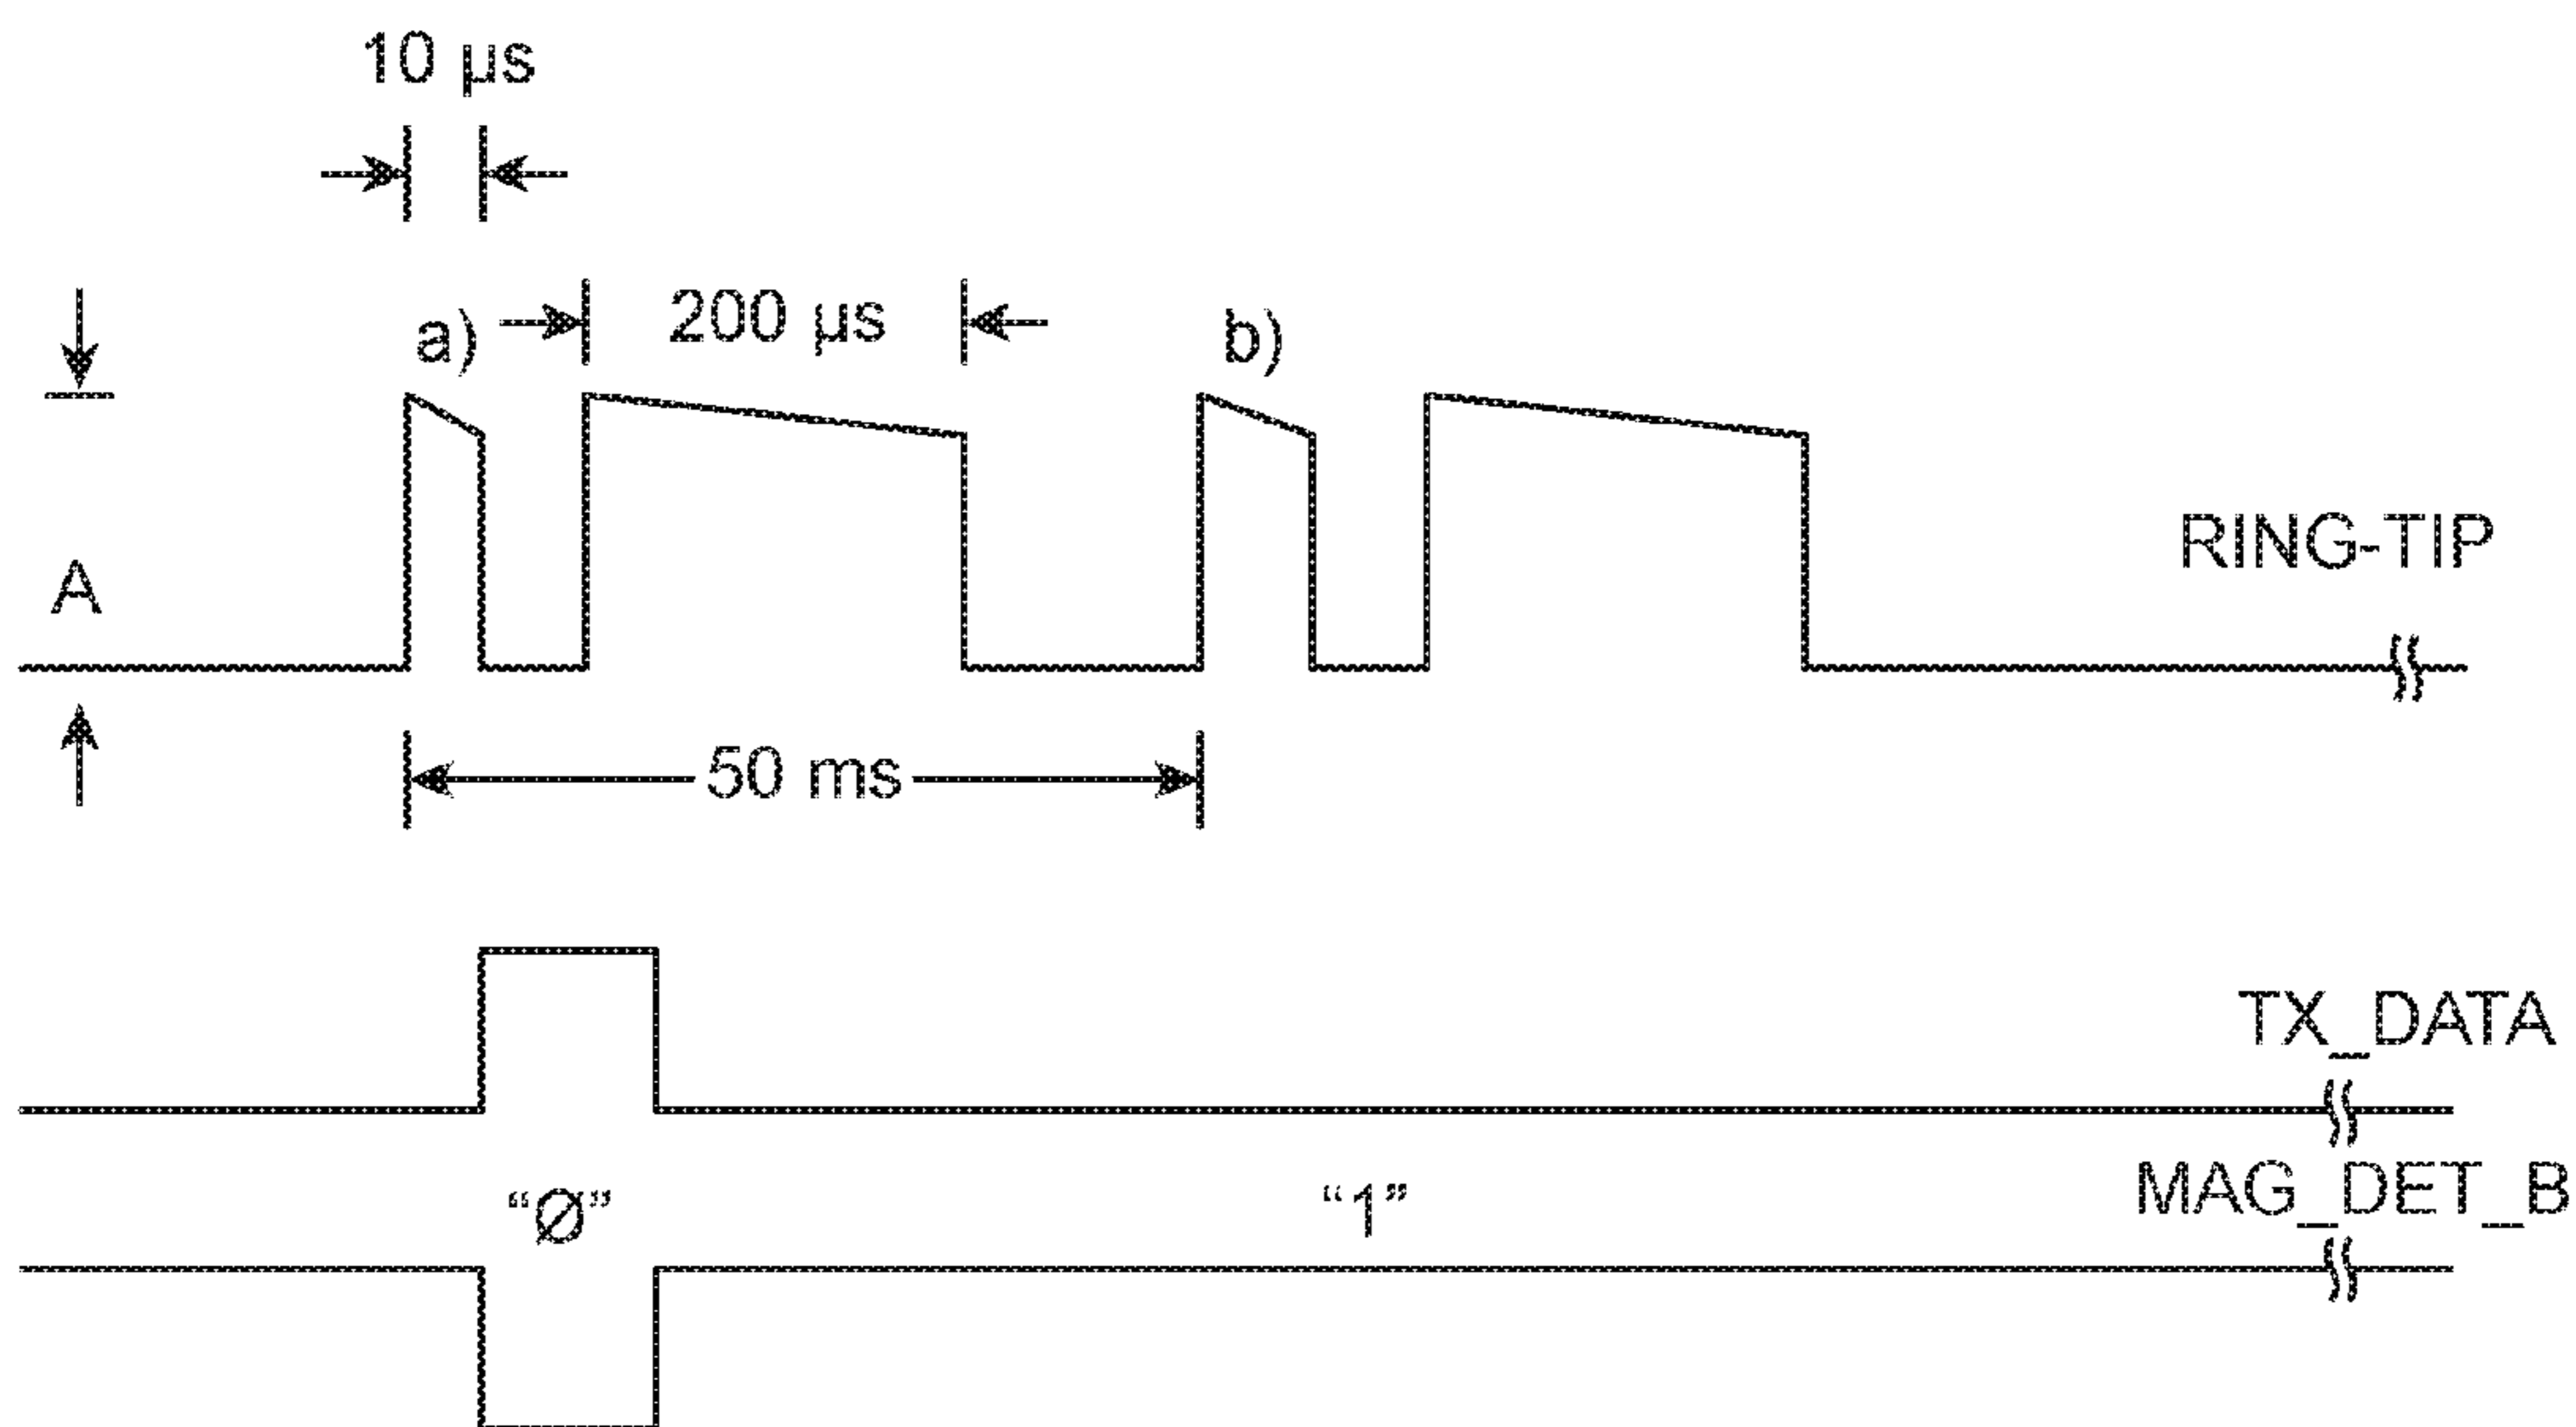 10 µs
a)
200 µs
b)
A
RING-TIP
50 ms
TX_DATA
“Ø”
“1”
MAG_DET_B